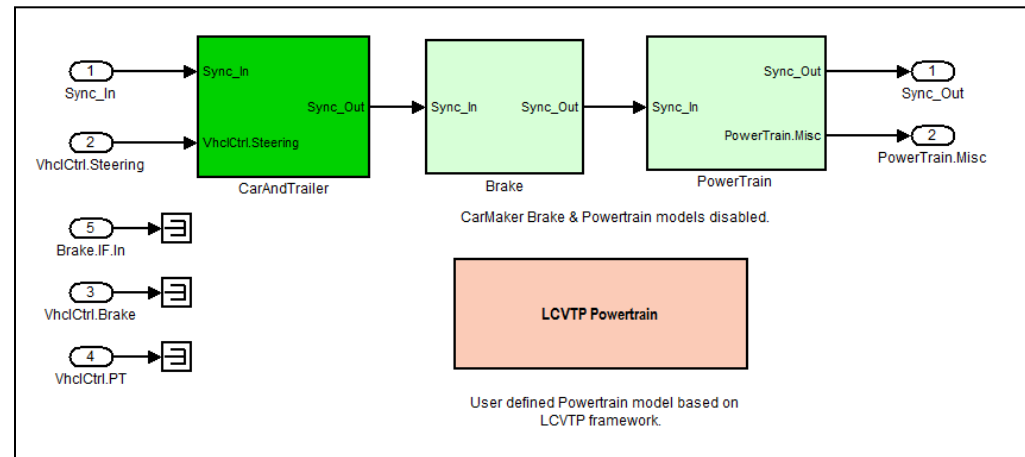 1
Sync_In
2
VhclCtrl.Steering
Sync_In
Sync_Out
VhclCtrl.Steering
CarAndTrailer
Sync_In
Sync_Out
Brake
Sync_In
Sync_Out
PowerTrain.Misc
PowerTrain
1
Sync_Out
2
PowerTrain.Misc
CarMaker Brake & Powertrain models disabled.
5
Brake.IF.In
3
VhclCtrl.Brake
4
VhclCtrl.PT
LCVTP Powertrain
User defined Powertrain model based on
LCVTP framework.